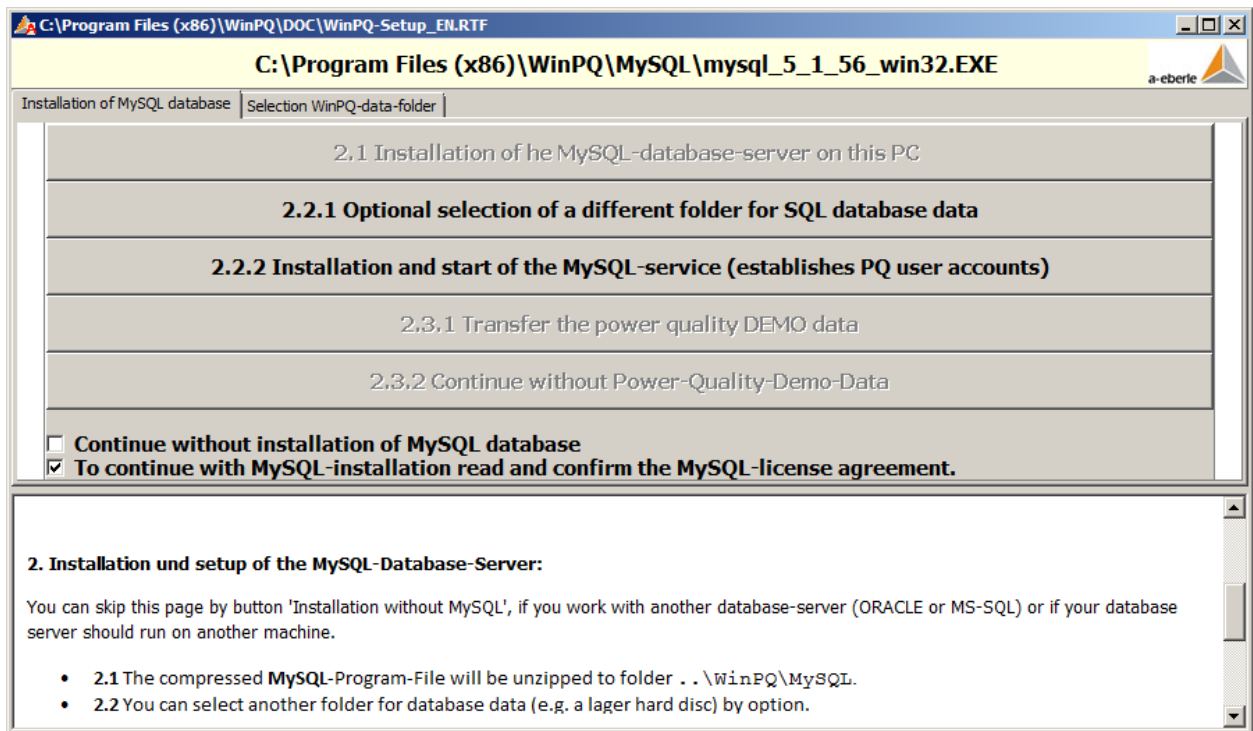 C:\Program Files (x86)\WinPQ\DOC\WinPQ-Setup_EN.RTF
C:\Program Files (x86)\WinPQ\MySQL\mysql_5_1_56_win32.EXE
a-eberle
Installation of MySQL database
Selection WinPQ-data-folder
2.1 Installation of he MySQL-database-server on this PC
2.2.1 Optional selection of a different folder for SQL database data
2.2.2 Installation and start of the MySQL-service (establishes PQ user accounts)
2.3.1 Transfer the power quality DEMO data
2.3.2 Continue without Power-Quality-Demo-Data
Continue without installation of MySQL database
To continue with MySQL-installation read and confirm the MySQL-license agreement.
2. Installation und setup of the MySQL-Database-Server:
You can skip this page by button 'Installation without MySQL', if you work with another database-server (ORACLE or MS-SQL) or if your database
server should run on another machine.
• 2.1 The compressed MySQL-Program-File will be unzipped to folder ..\WinPQ\MySQL.
• 2.2 You can select another folder for database data (e.g. a lager hard disc) by option.